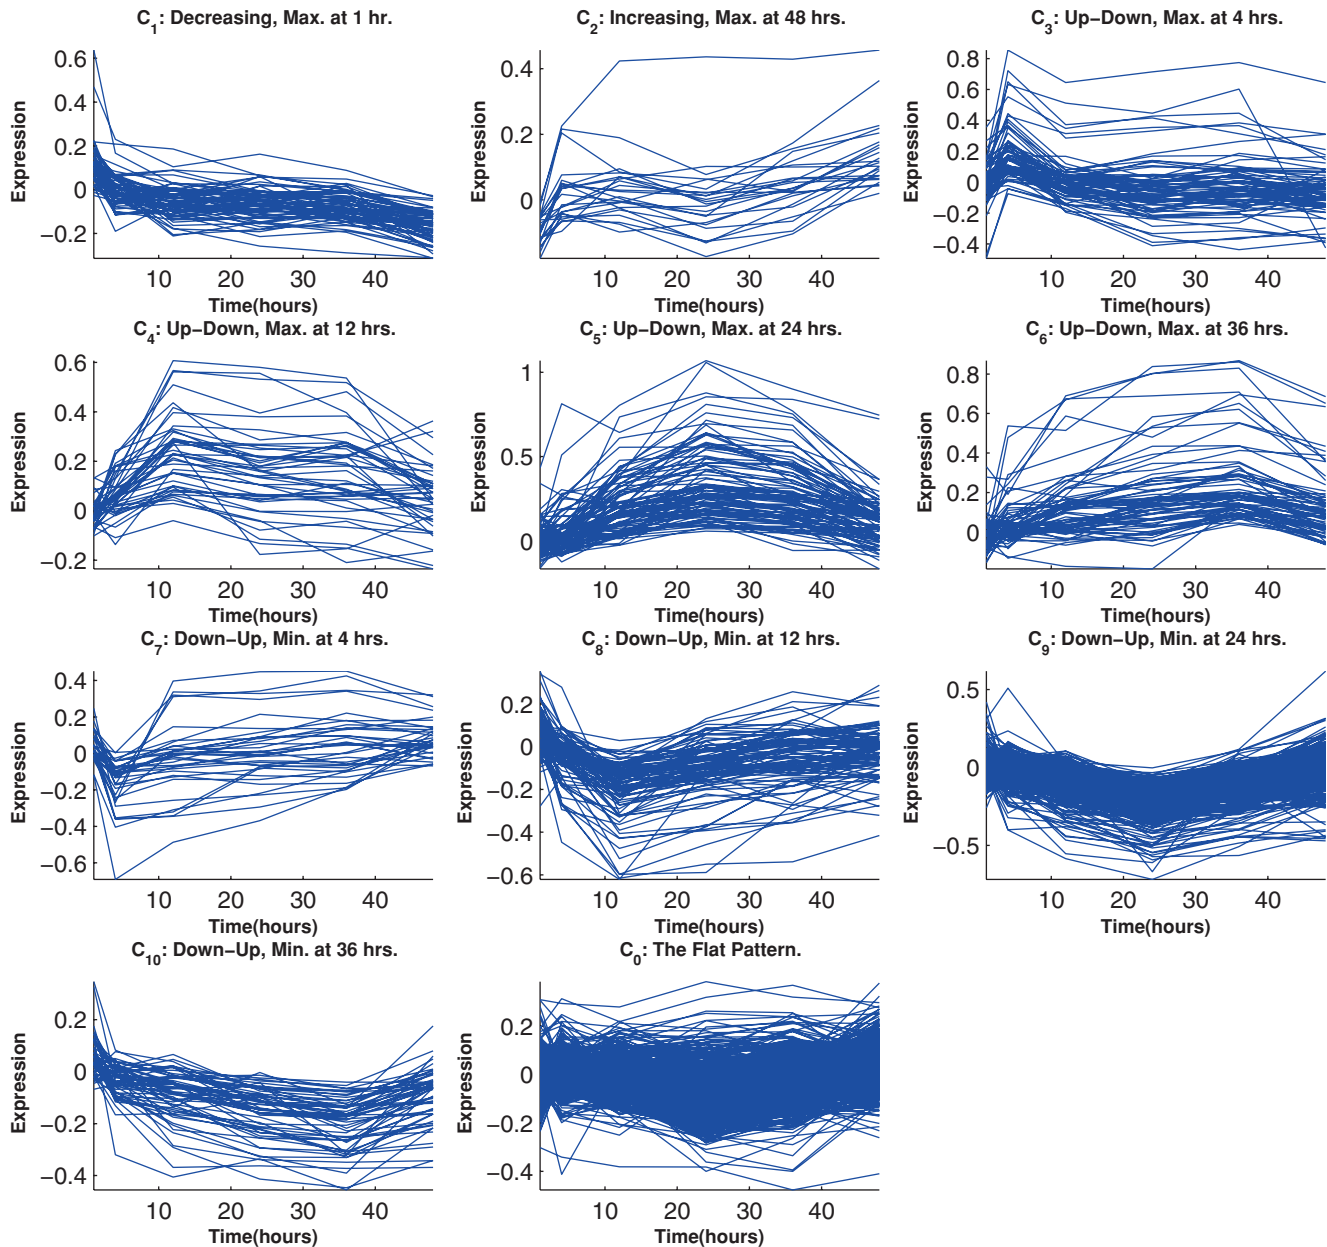 C1: Decreasing, Max. at 1 hr.
0.6
0.4
0.2
0
−0.2
Expression
10 20 30 40
Time(hours)
C2: Increasing, Max. at 48 hrs.
0.4
0.2
0
Expression
10 20 30 40
Time(hours)
C3: Up−Down, Max. at 4 hrs.
0.8
0.6
0.4
0.2
0
−0.2
−0.4
Expression
10 20 30 40
Time(hours)
C4: Up−Down, Max. at 12 hrs.
0.6
0.4
0.2
0
−0.2
Expression
10 20 30 40
Time(hours)
C5: Up−Down, Max. at 24 hrs.
1
0.5
0
Expression
10 20 30 40
Time(hours)
C6: Up−Down, Max. at 36 hrs.
0.8
0.6
0.4
0.2
0
Expression
10 20 30 40
Time(hours)
C7: Down−Up, Min. at 4 hrs.
0.4
0.2
0
−0.2
−0.4
−0.6
Expression
10 20 30 40
Time(hours)
C8: Down−Up, Min. at 12 hrs.
0.2
0
−0.2
−0.4
−0.6
Expression
10 20 30 40
Time(hours)
C9: Down−Up, Min. at 24 hrs.
0.5
0
−0.5
Expression
10 20 30 40
Time(hours)
C10: Down−Up, Min. at 36 hrs.
0.2
0
−0.2
−0.4
Expression
10 20 30 40
Time(hours)
C0: The Flat Pattern.
0.2
0
−0.2
−0.4
Expression
10 20 30 40
Time(hours)